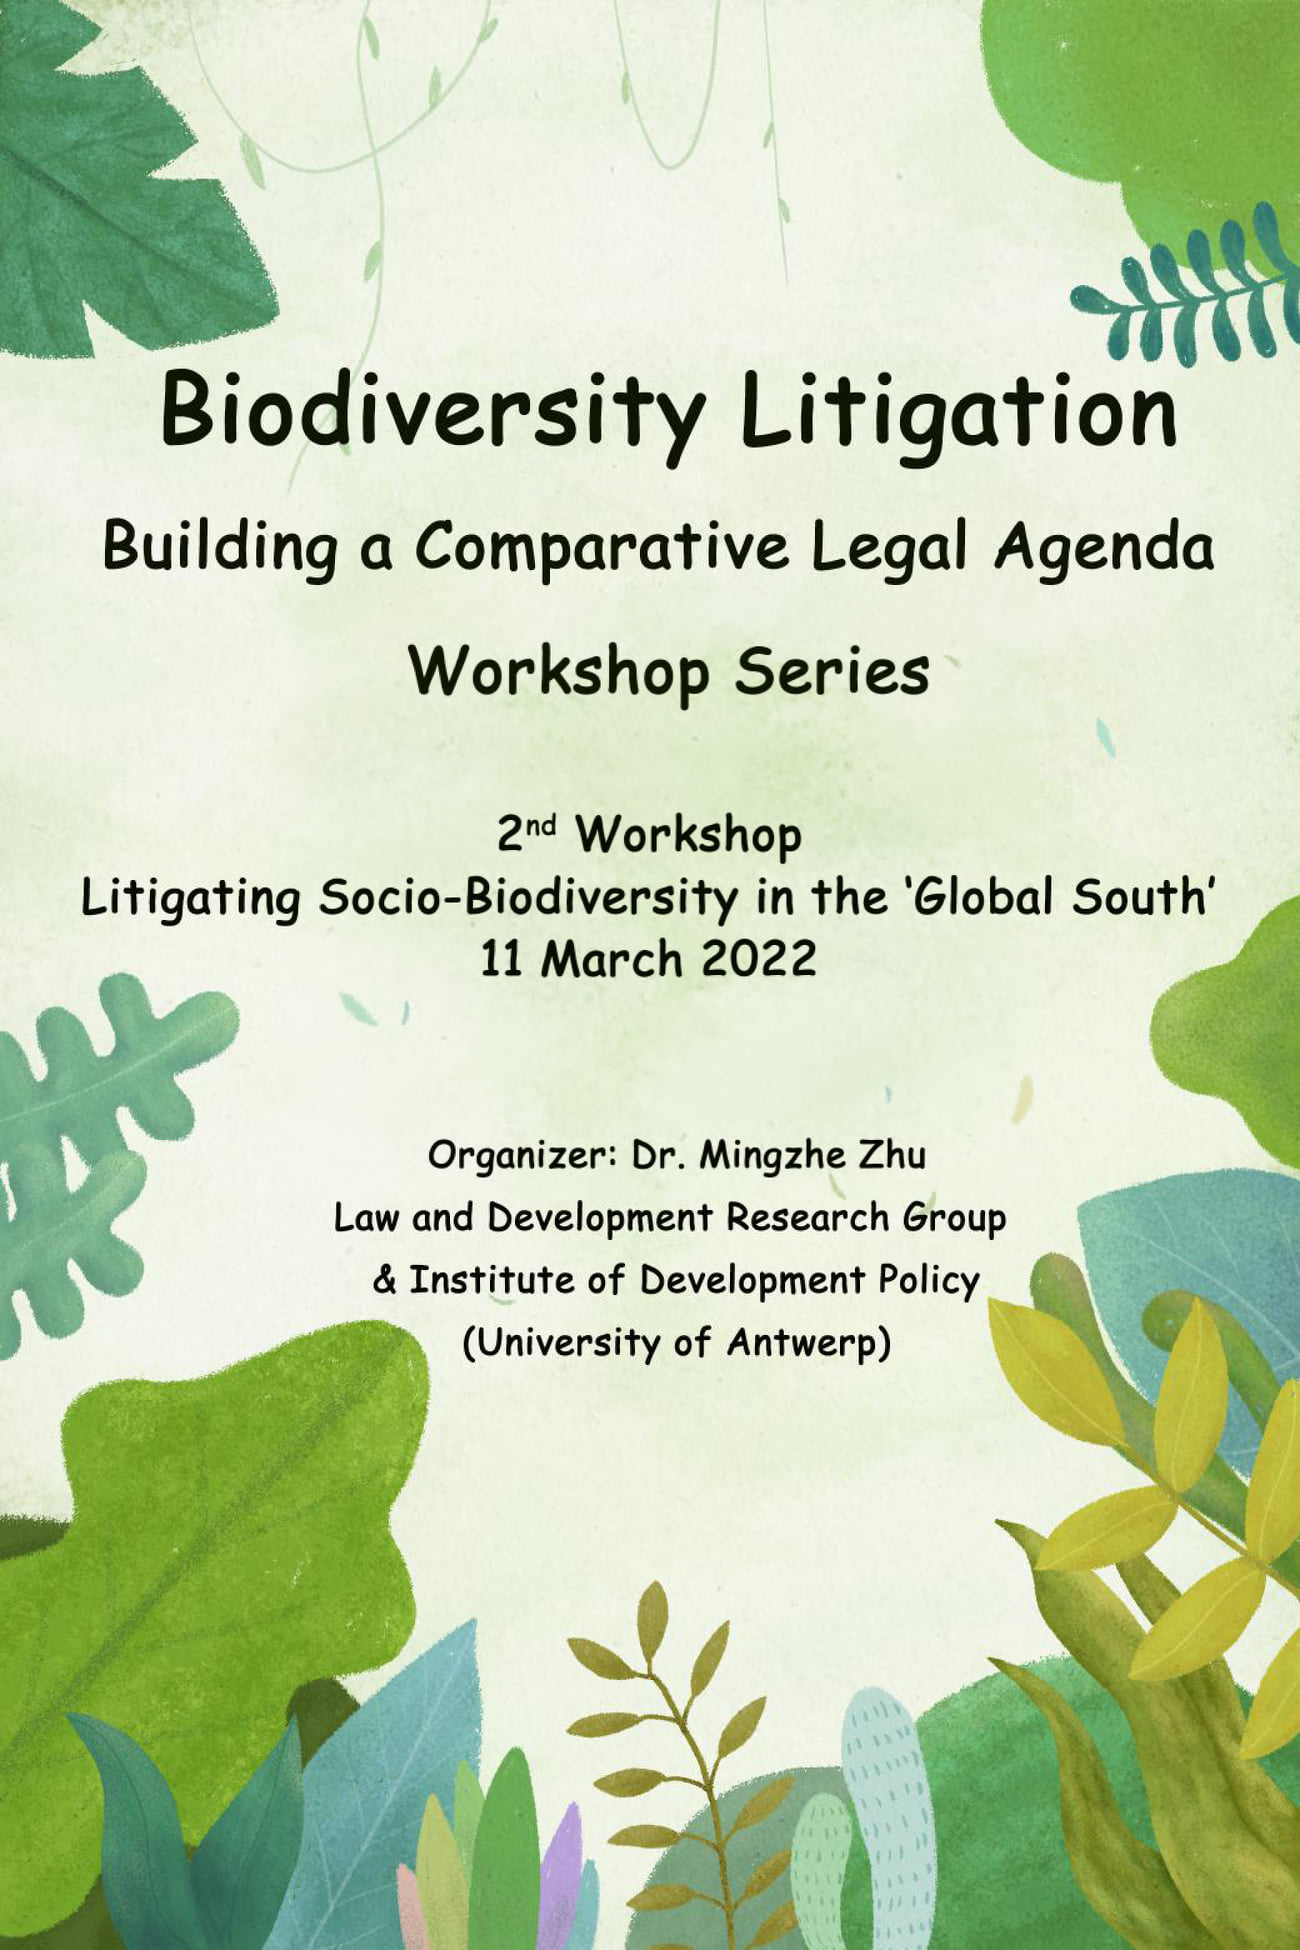 Biodiversity Litigation
Building a Comparative Legal Agenda
Workshop Series
2nd Workshop
Litigating Socio-Biodiversity in the ‘Global South’
11 March 2022
Organizer: Dr. Mingzhe Zhu
Law and Development Research Group
& Institute of Development Policy
(University of Antwerp)